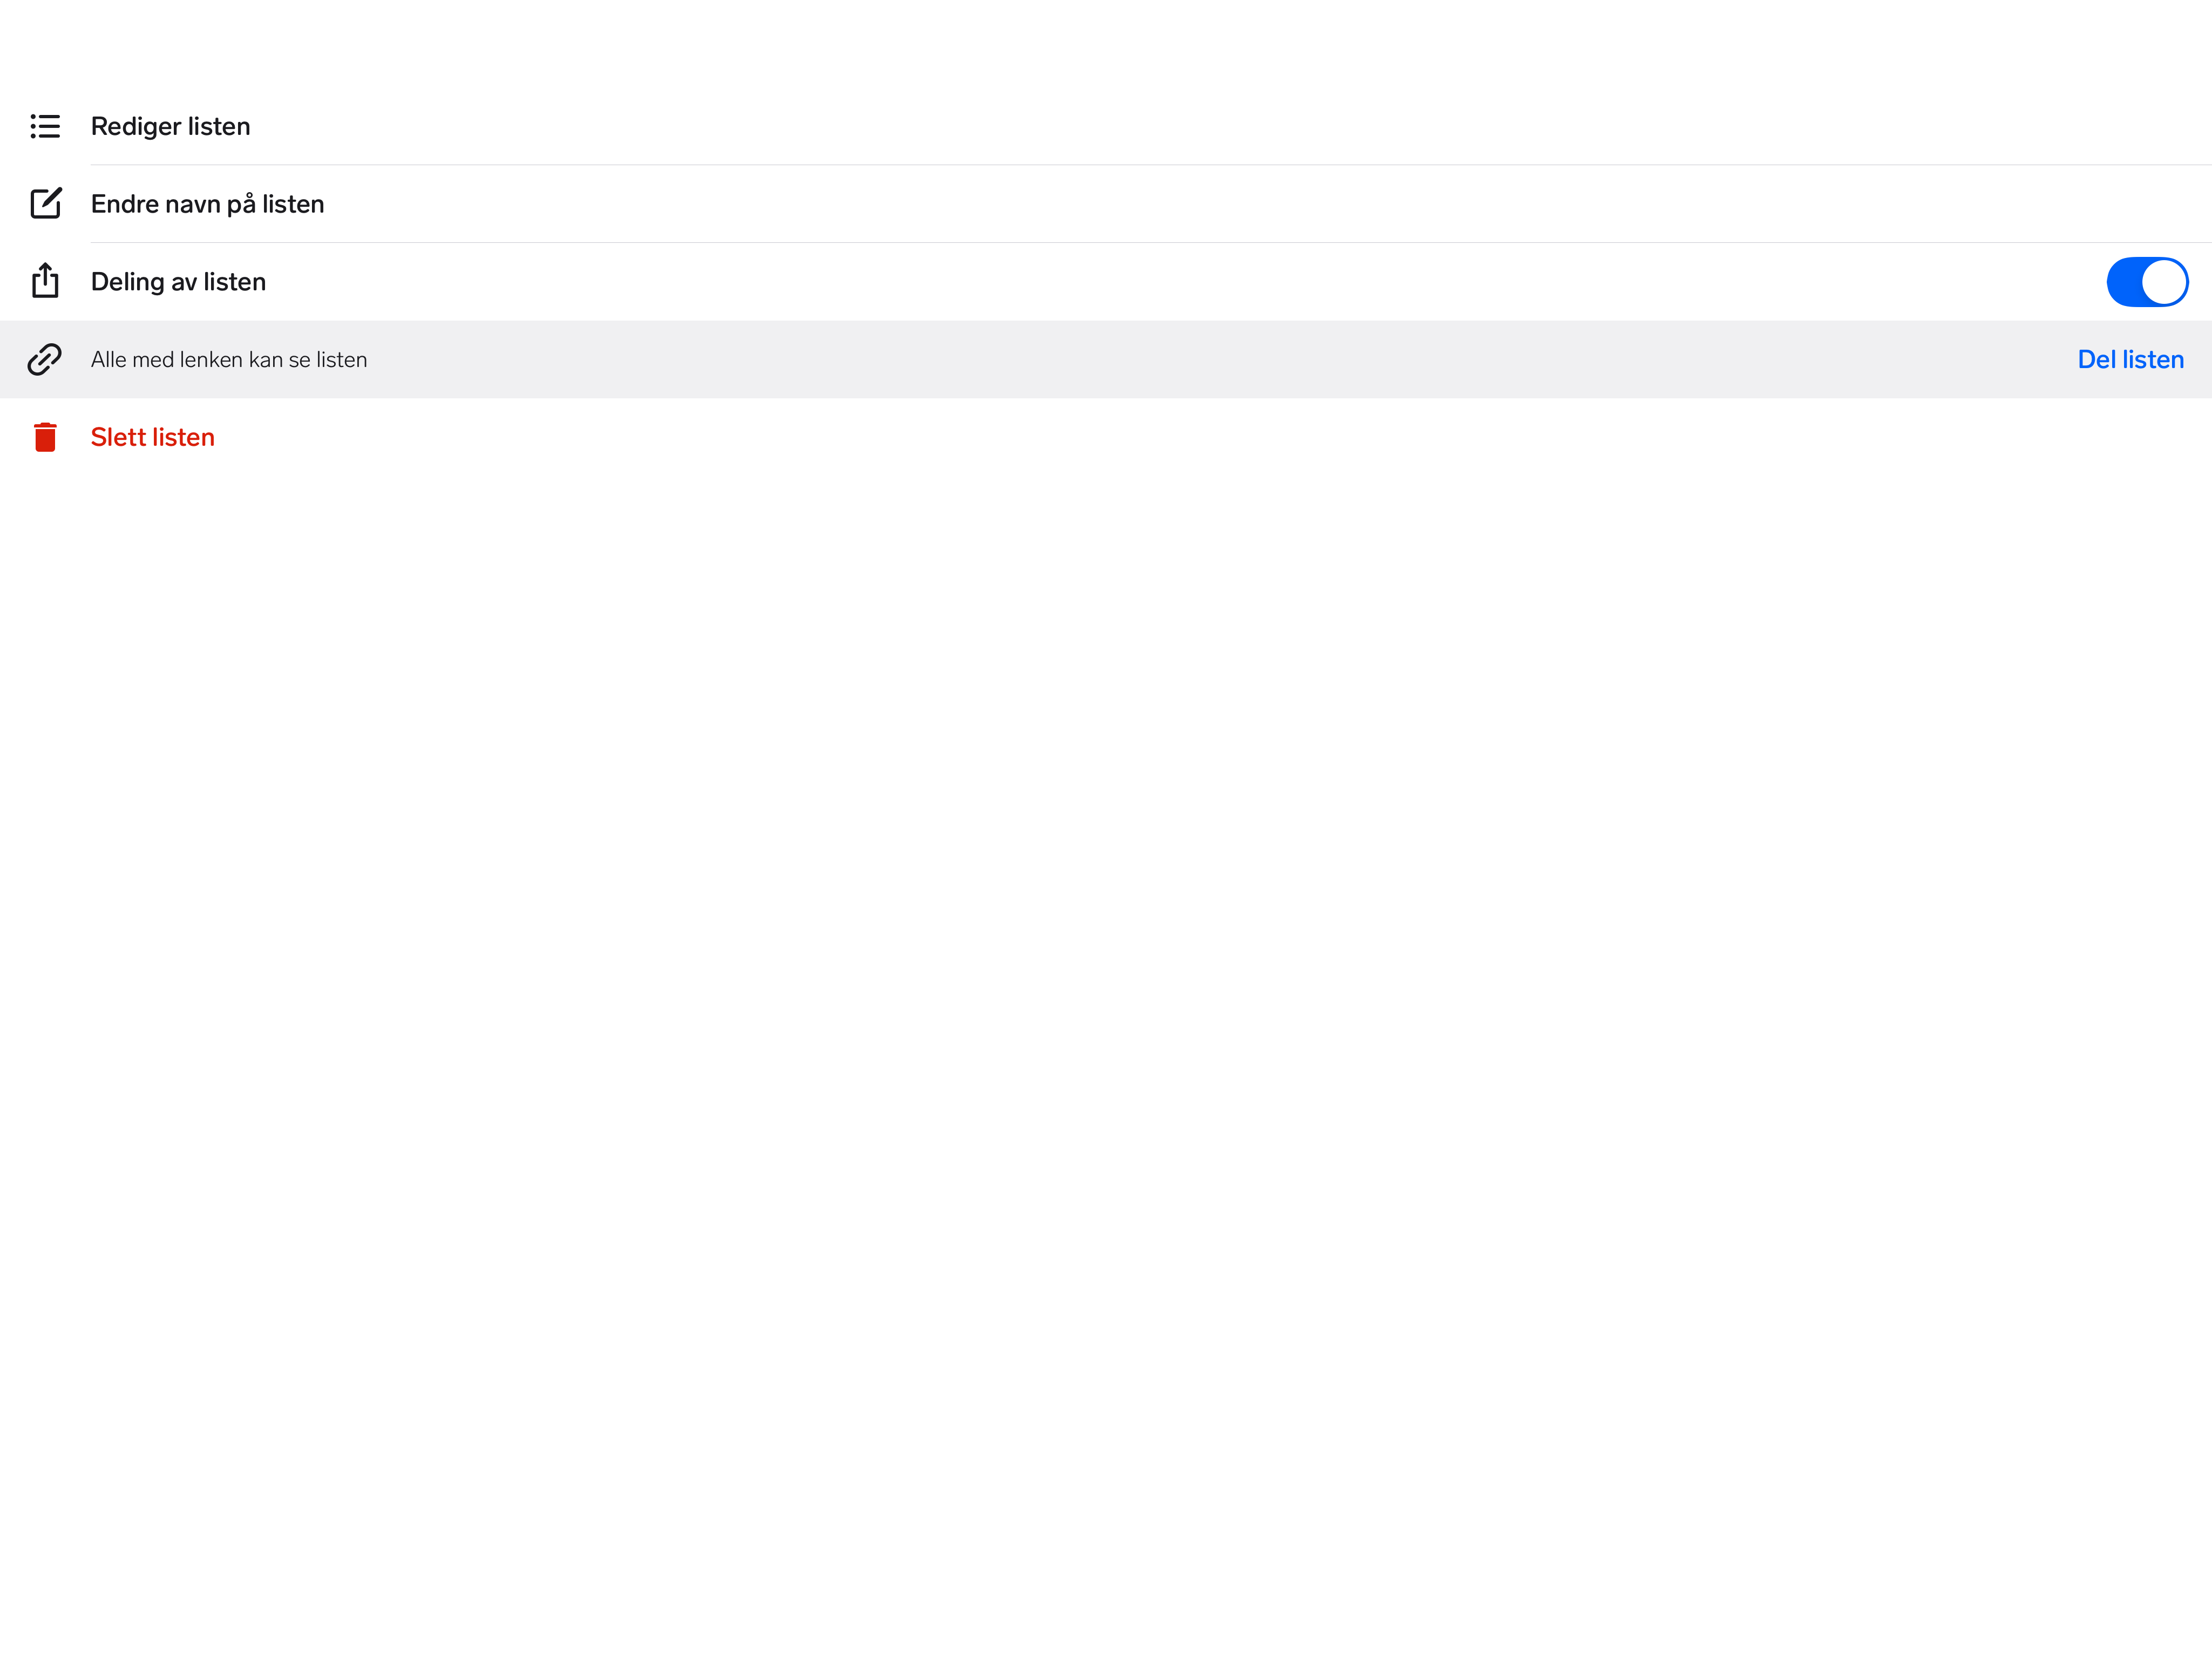 Rediger listen
Endre navn på listen
Deling av listen
Alle med lenken kan se listen
Del listen
Slett listen